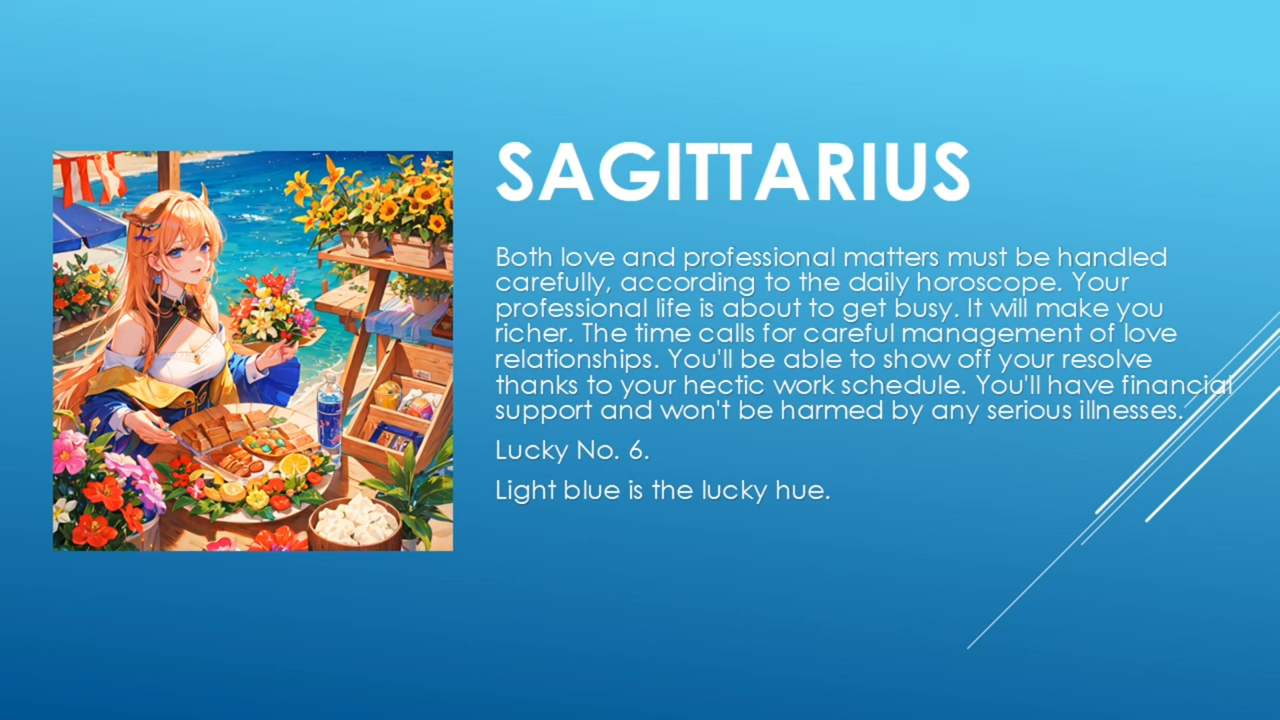 SAGITTARIUS
Both love and professional matters must be handled
carefully, according to the daily horoscope. Your
professional life is about to get busy. It will make you
richer. The time calls for careful management of love
relationships. You'll be able to show off your resolve
thanks to your hectic work schedule. You'll have financial
support and won't be harmed by any serious illnesses.
Lucky No. 6.
Light blue is the lucky hue.